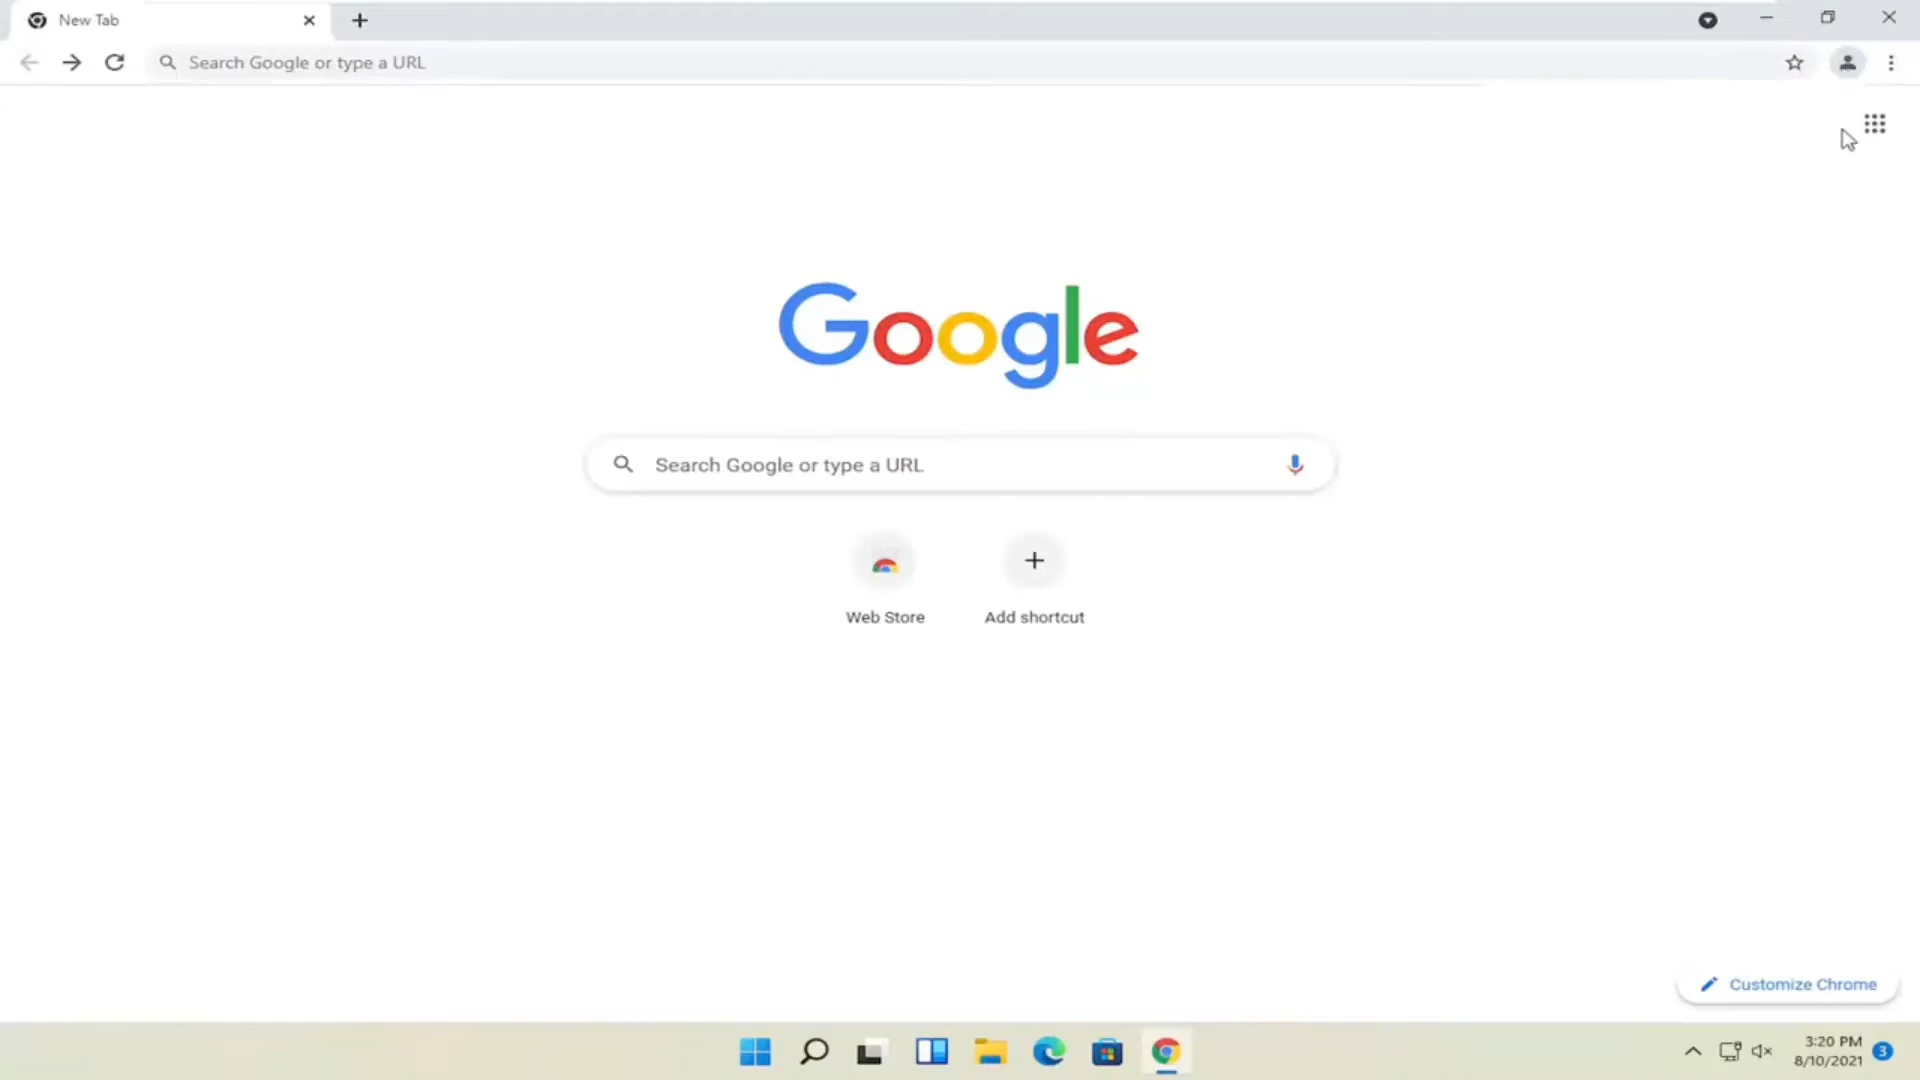 New Tab
Search Google or type a URL
Google
Search Google or type a URL
Web Store
Add shortcut
Customize Chrome
3:20 PM
8/10/2021
3